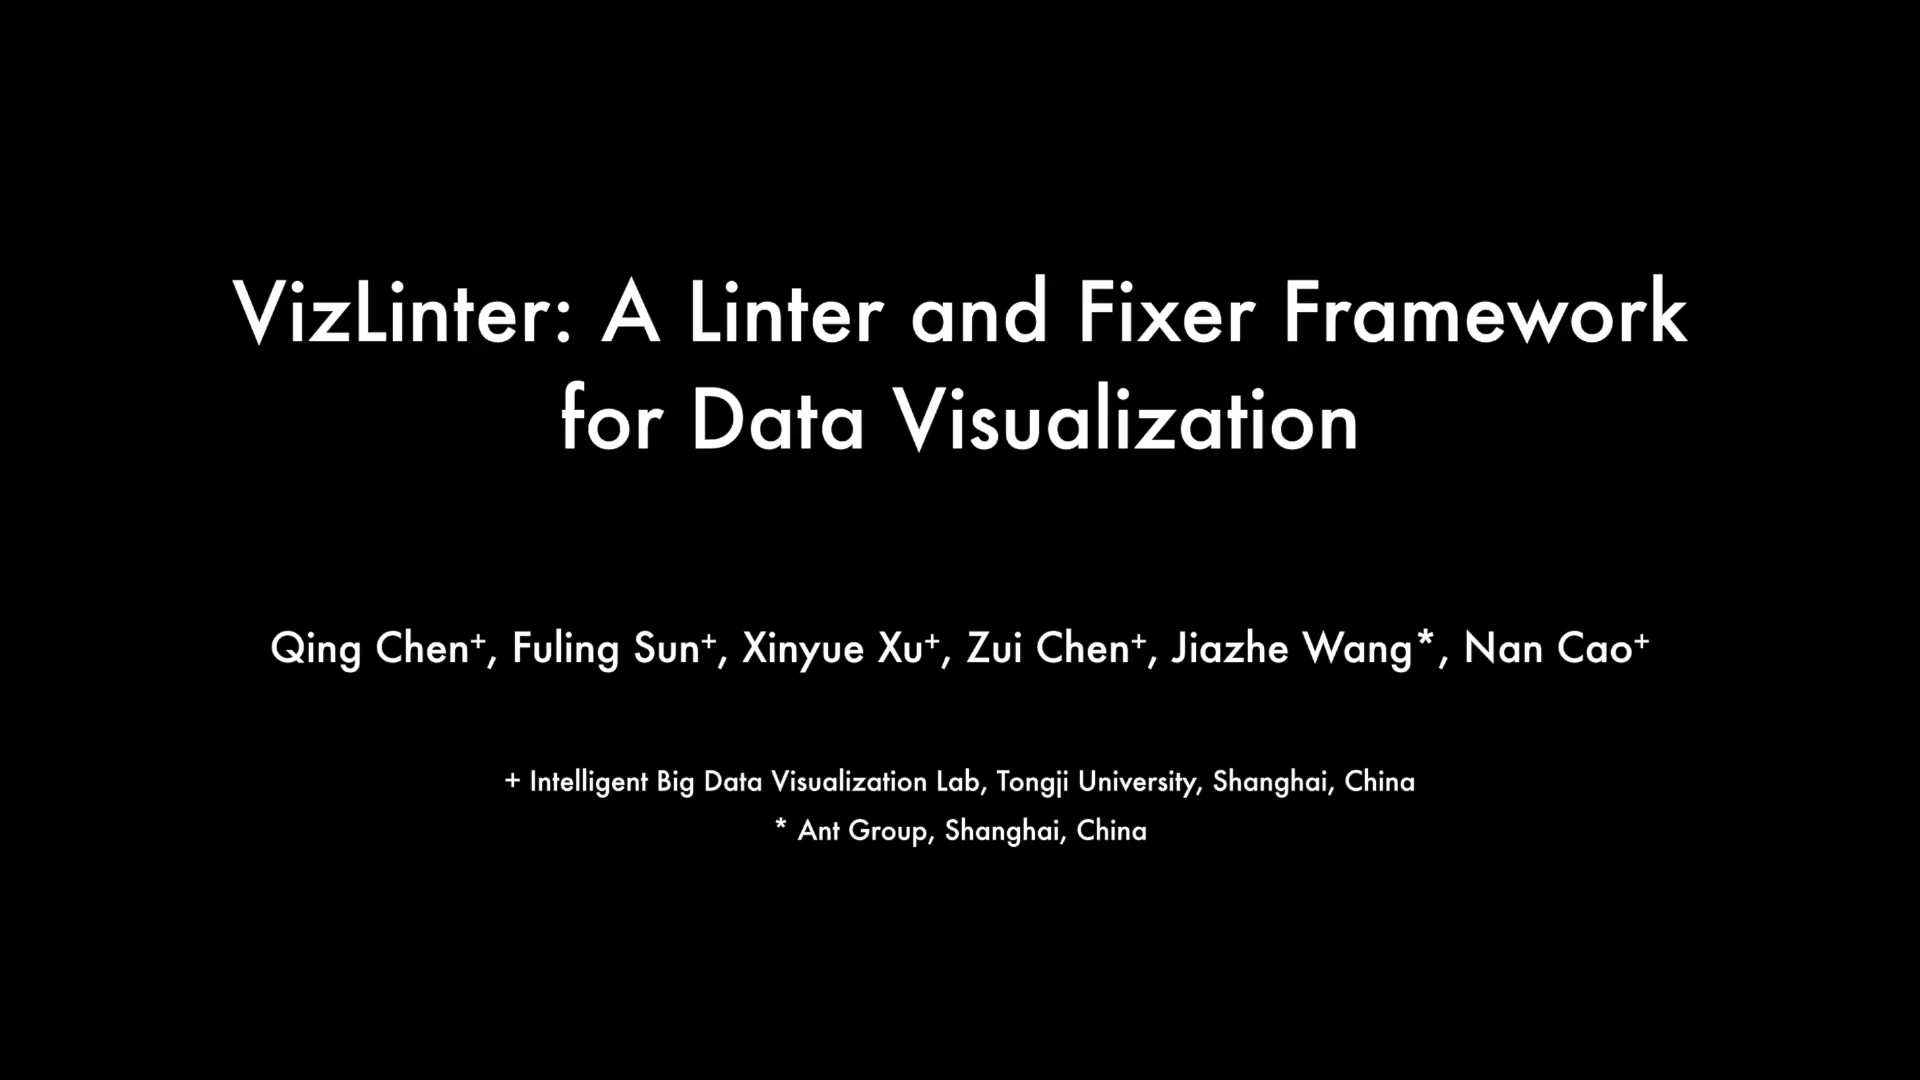 VizLinter: A Linter and Fixer Framework
for Data Visualization
Qing Chen⁺, Fuling Sun⁺, Xinyue Xu⁺, Zui Chen⁺, Jiazhe Wang*, Nan Cao⁺
+ Intelligent Big Data Visualization Lab, Tongji University, Shanghai, China
* Ant Group, Shanghai, China